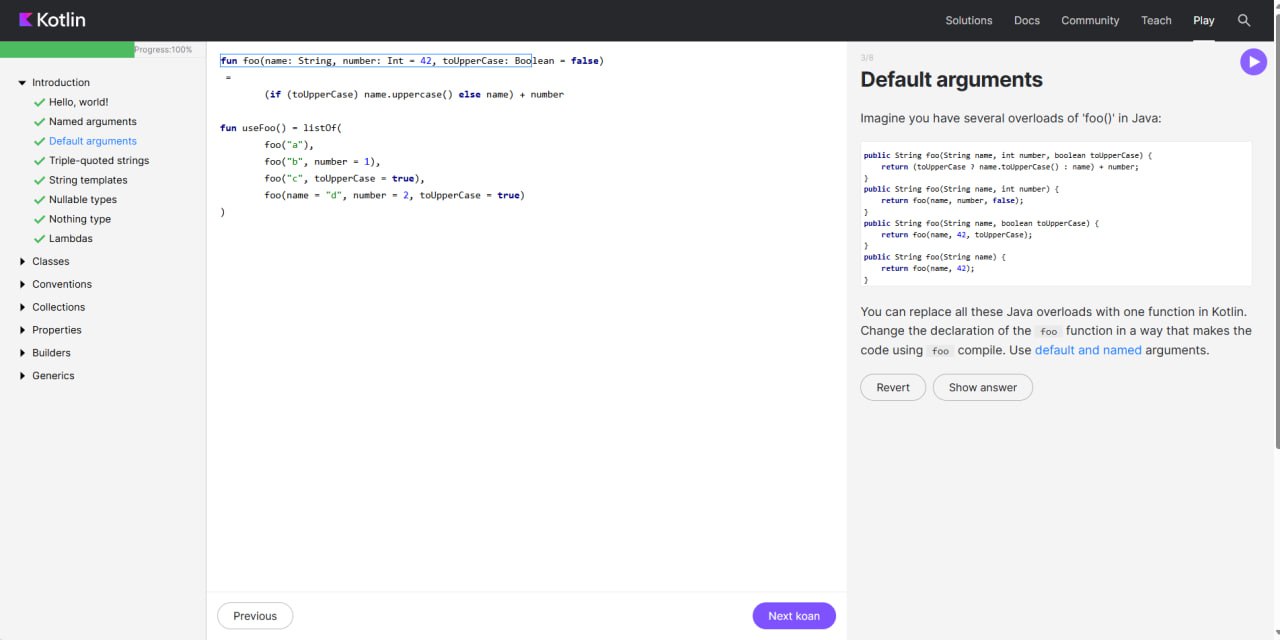 Kotlin
Solutions Docs Community Teach Play
Progress:100%
Introduction
Hello, world!
Named arguments
Default arguments
Triple-quoted strings
String templates
Nullable types
Nothing type
Lambdas
Classes
Conventions
Collections
Properties
Builders
Generics
fun foo(name: String, number: Int = 42, toUpperCase: Boolean = false)
 =
        (if (toUpperCase) name.uppercase() else name) + number

fun useFoo() = listOf(
        foo("a"),
        foo("b", number = 1),
        foo("c", toUpperCase = true),
        foo(name = "d", number = 2, toUpperCase = true)
)
Previous
Next koan
3/8
Default arguments
Imagine you have several overloads of 'foo()' in Java:
public String foo(String name, int number, boolean toUpperCase) {
    return (toUpperCase ? name.toUpperCase() : name) + number;
}
public String foo(String name, int number) {
    return foo(name, number, false);
}
public String foo(String name, boolean toUpperCase) {
    return foo(name, 42, toUpperCase);
}
public String foo(String name) {
    return foo(name, 42);
}
You can replace all these Java overloads with one function in Kotlin.
Change the declaration of the foo function in a way that makes the
code using foo compile. Use default and named arguments.
Revert
Show answer